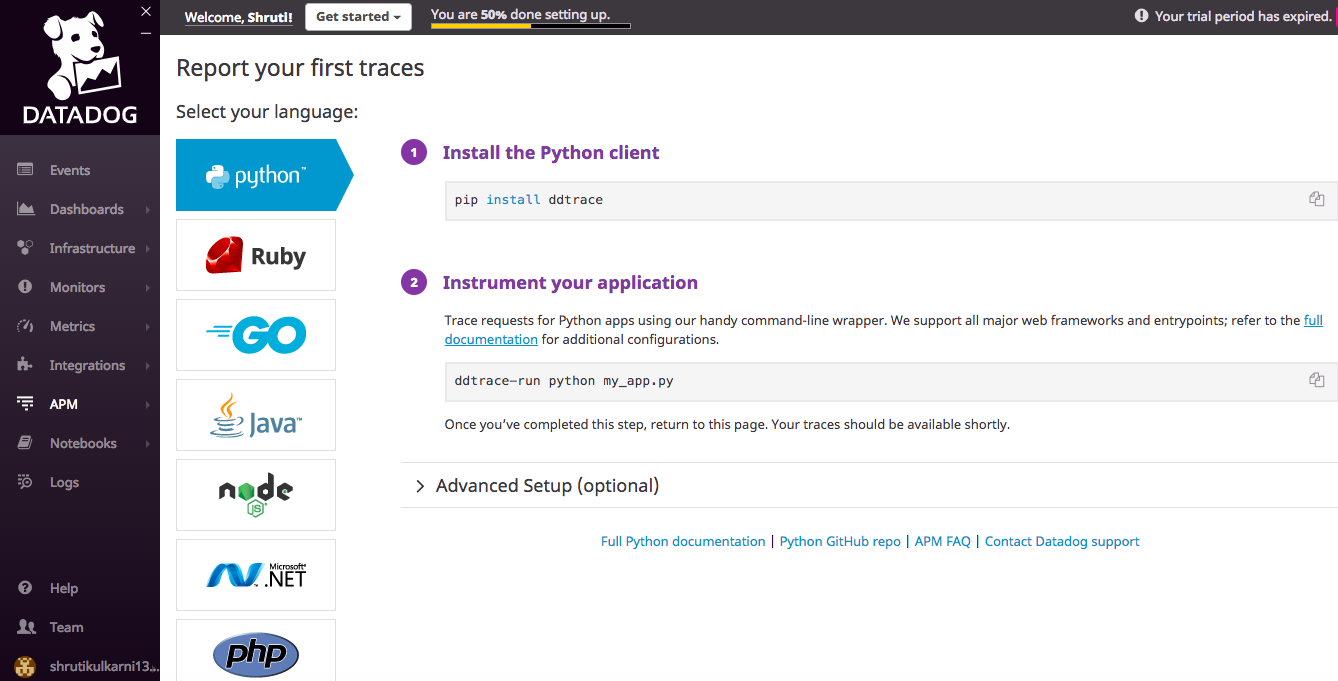 DATADOG
Events
Dashboards
Infrastructure
Monitors
Metrics
Integrations
APM
Notebooks
Logs
Help
Team
shrutikulkarni13...
Welcome, Shruti!
Get started
You are 50% done setting up.
Your trial period has expired.
Report your first traces
Select your language:
python™
Ruby
GO
Java™
node
JS
Microsoft®
.NET
php
1 Install the Python client
pip install ddtrace
2 Instrument your application
Trace requests for Python apps using our handy command-line wrapper. We support all major web frameworks and entrypoints; refer to the full
documentation for additional configurations.
ddtrace-run python my_app.py
Once you’ve completed this step, return to this page. Your traces should be available shortly.
Advanced Setup (optional)
Full Python documentation | Python GitHub repo | APM FAQ | Contact Datadog support